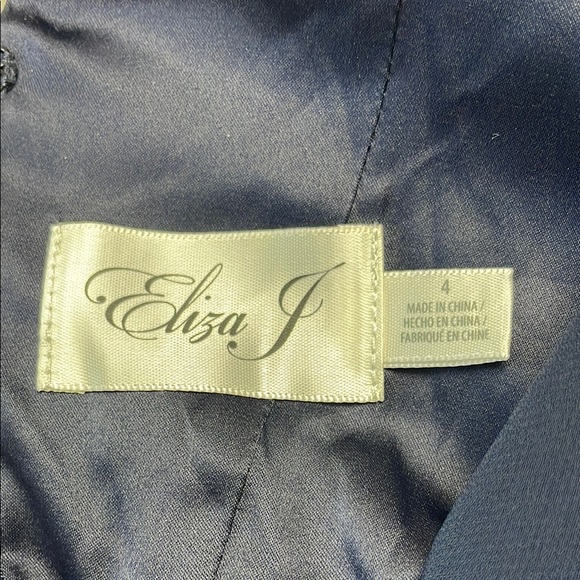 Eliza J
4
MADE IN CHINA /
HECHO EN CHINA /
FABRIQUÉ EN CHINE